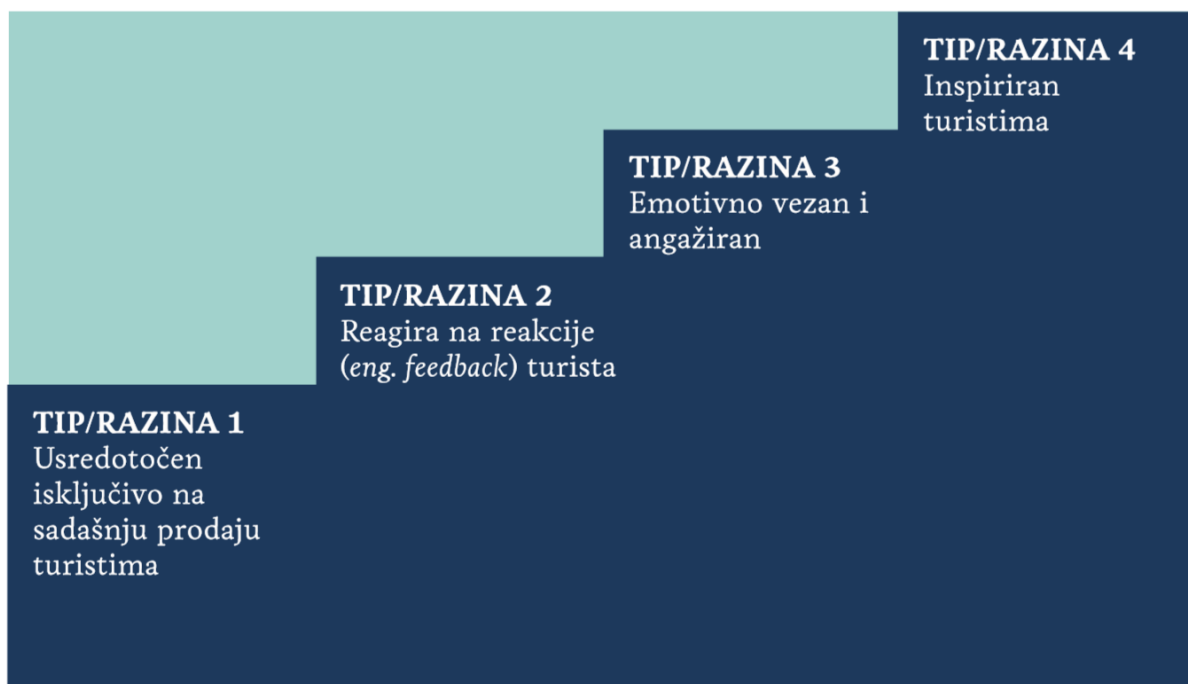 TIP/RAZINA 4
Inspiriran
turistima
TIP/RAZINA 3
Emotivno vezan i
angažiran
TIP/RAZINA 2
Reagira na reakcije
(eng. feedback) turista
TIP/RAZINA 1
Usredotočen
isključivo na
sadašnju prodaju
turistima